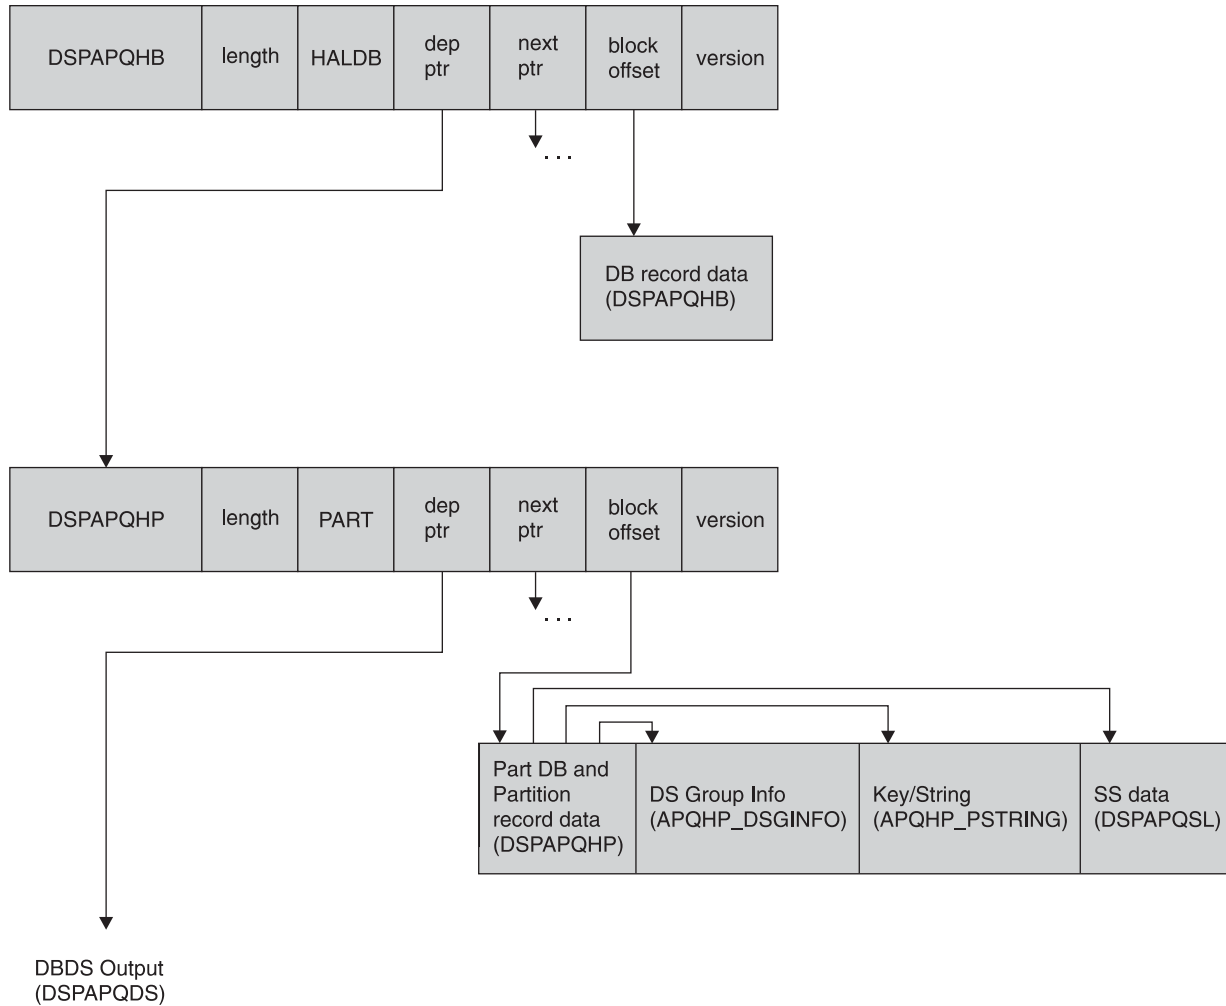 DSPAPQHB
length
HALDB
dep
ptr
next
ptr
block
offset
version
...
DB record data
(DSPAPQHB)
DSPAPQHP
length
PART
dep
ptr
next
ptr
block
offset
version
...
Part DB and
Partition
record data
(DSPAPQHP)
DS Group Info
(APQHP_DSGINFO)
Key/String
(APQHP_PSTRING)
SS data
(DSPAPQSL)
DBDS Output
(DSPAPQDS)